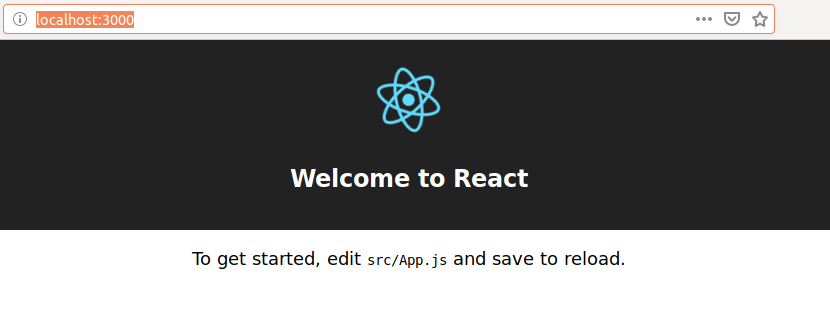 localhost:3000
Welcome to React
To get started, edit src/App.js and save to reload.